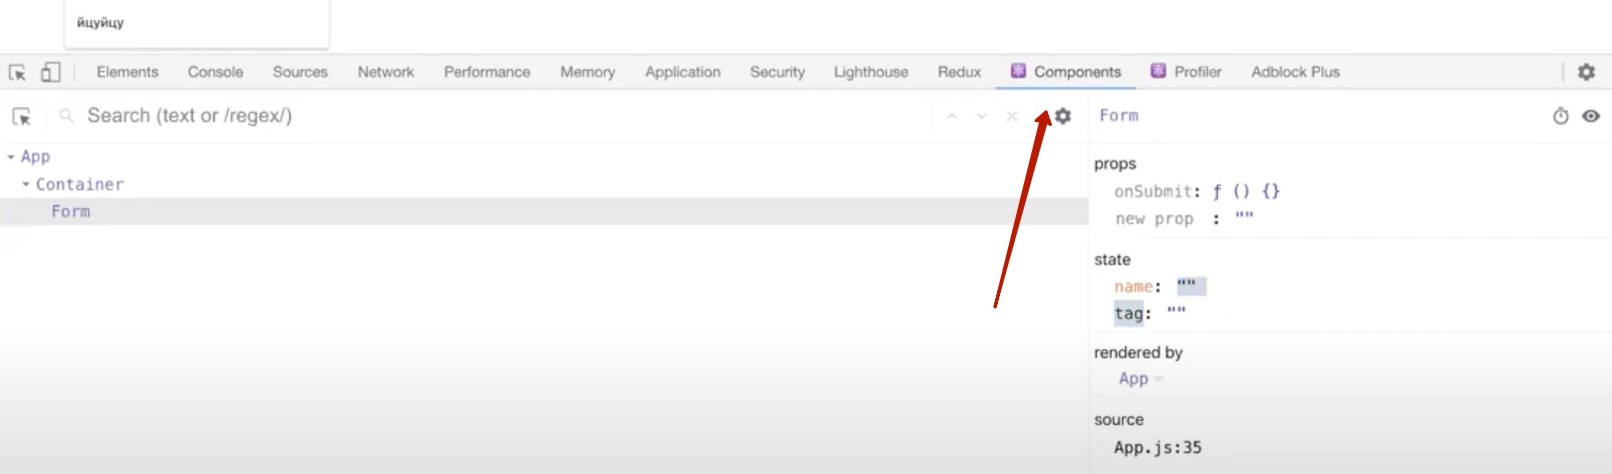 йцуйцу
Elements Console Sources Network Performance Memory Application Security Lighthouse Redux Components Profiler Adblock Plus
Search (text or /regex/)
Form
App
Container
Form
props
onSubmit: ƒ () {}
new prop : ""
state
name: ""
tag: ""
rendered by
App
source
App.js:35